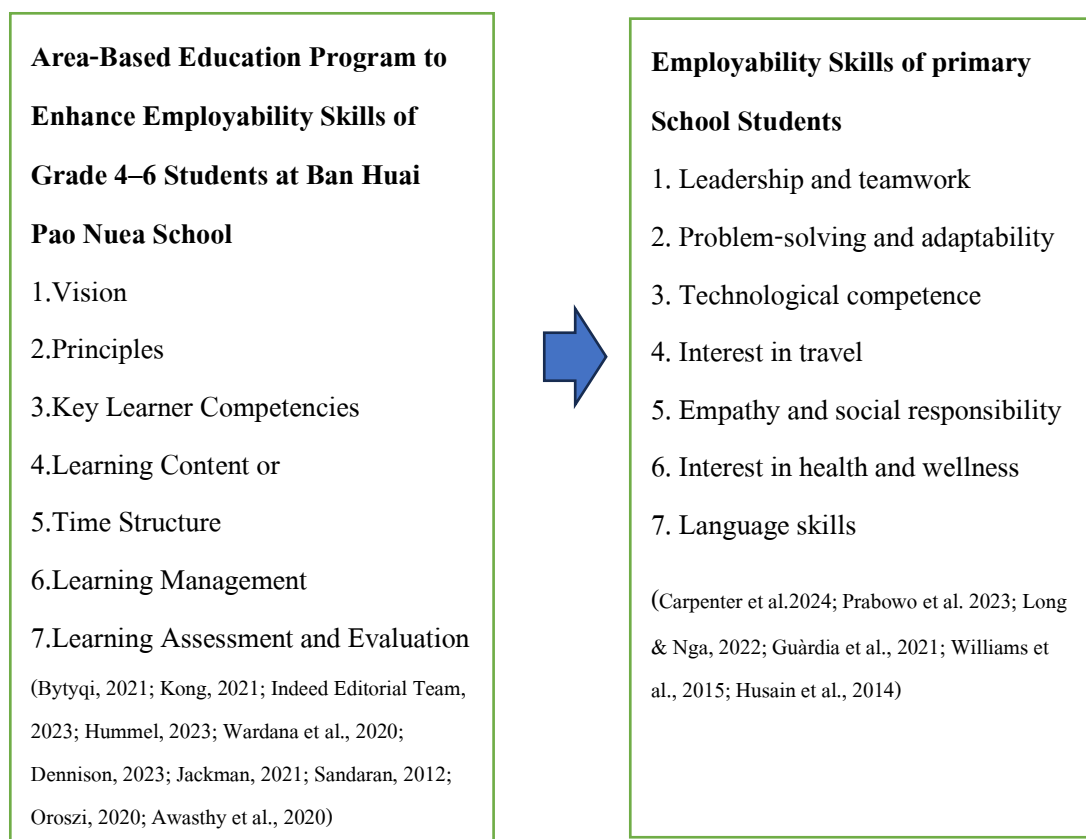 Area-Based Education Program to
Enhance Employability Skills of
Grade 4–6 Students at Ban Huai
Pao Nuea School
1.Vision
2.Principles
3.Key Learner Competencies
4.Learning Content or
5.Time Structure
6.Learning Management
7.Learning Assessment and Evaluation
(Bytyqi, 2021; Kong, 2021; Indeed Editorial Team,
2023; Hummel, 2023; Wardana et al., 2020;
Dennison, 2023; Jackman, 2021; Sandaran, 2012;
Oroszi, 2020; Awasthy et al., 2020)
Employability Skills of primary
School Students
1. Leadership and teamwork
2. Problem-solving and adaptability
3. Technological competence
4. Interest in travel
5. Empathy and social responsibility
6. Interest in health and wellness
7. Language skills
(Carpenter et al.2024; Prabowo et al. 2023; Long
& Nga, 2022; Guàrdia et al., 2021; Williams et
al., 2015; Husain et al., 2014)